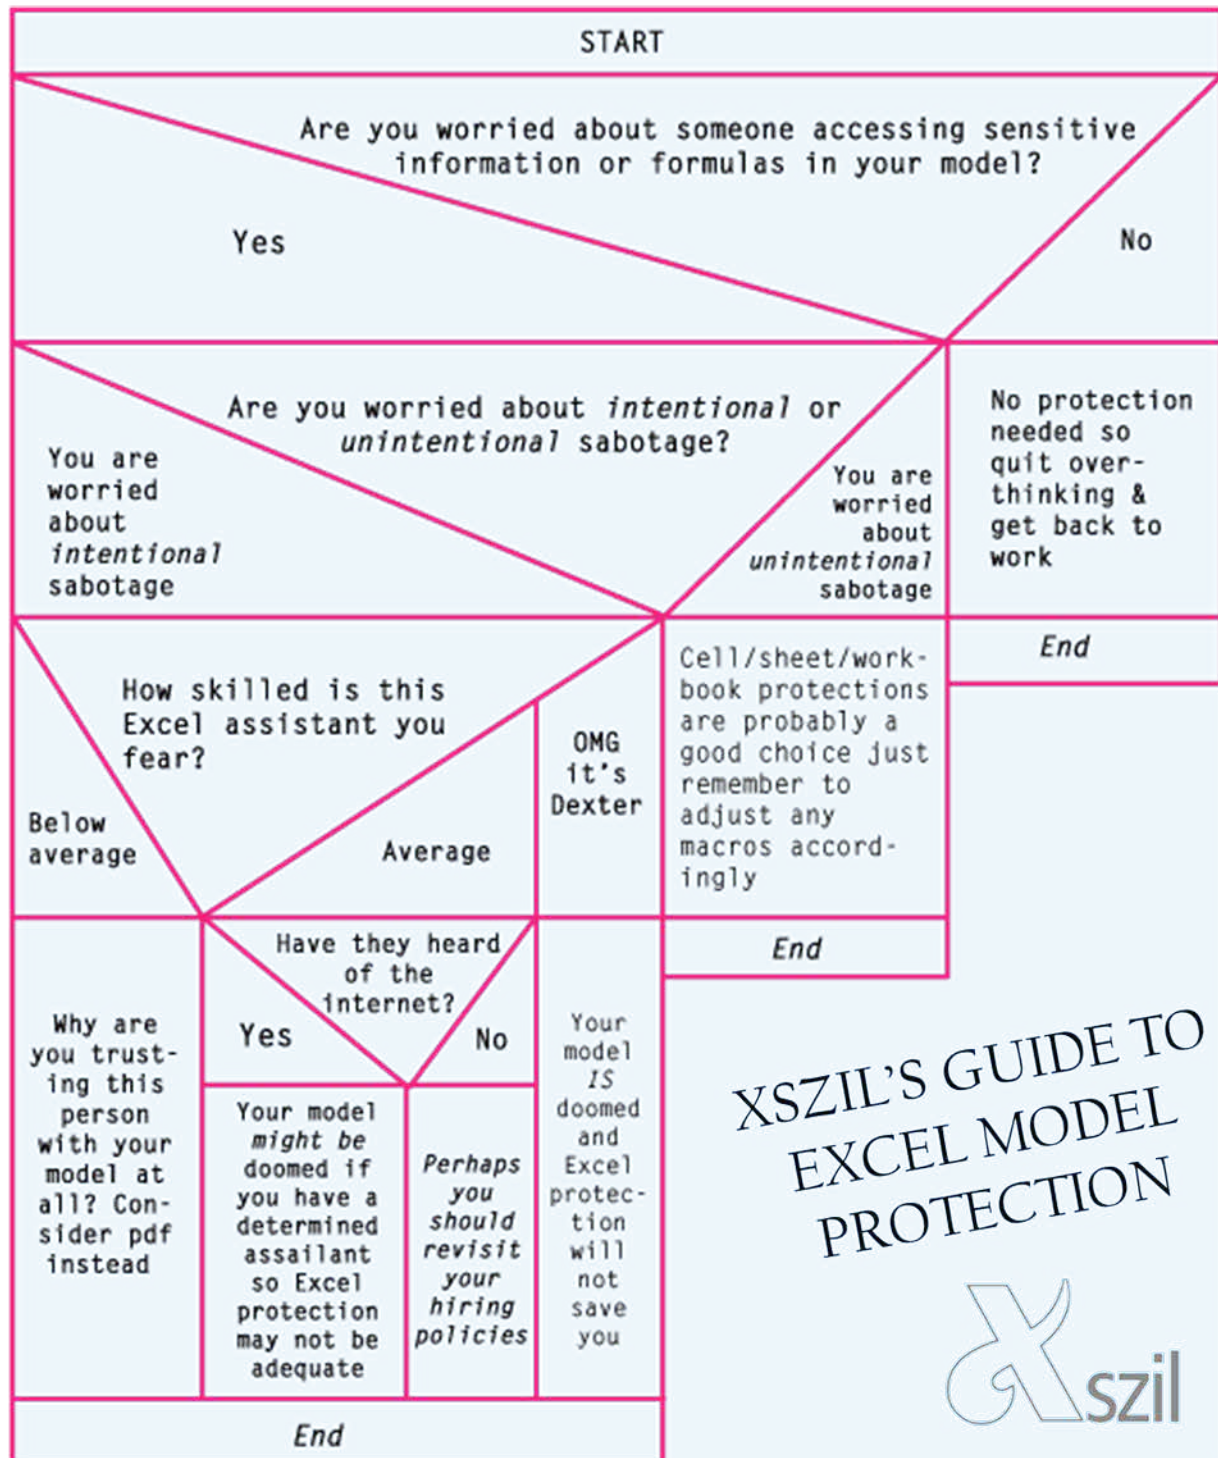 START
Are you worried about someone accessing sensitive
information or formulas in your model?
Yes
No
Are you worried about intentional or
unintentional sabotage?
You are
worried
about
intentional
sabotage
You are
worried
about
unintentional
sabotage
No protection
needed so
quit over-
thinking &
get back to
work
End
How skilled is this
Excel assistant you
fear?
Below
average
Average
OMG
it's
Dexter
Cell/sheet/work-
book protections
are probably a
good choice just
remember to
adjust any
macros accord-
ingly
End
Have they heard
of the
internet?
Yes
No
Why are
you trust-
ing this
person
with your
model at
all? Con-
sider pdf
instead
Your model
might be
doomed if
you have a
determined
assailant
so Excel
protection
may not be
adequate
Perhaps
you
should
revisit
your
hiring
policies
Your
model
IS
doomed
and
Excel
protec-
tion
will
not
save
you
End
XSZIL'S GUIDE TO
EXCEL MODEL
PROTECTION
Xszil